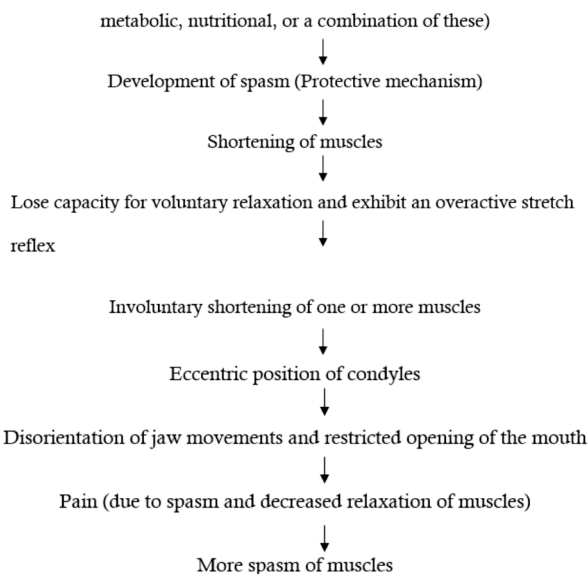 metabolic, nutritional, or a combination of these)
Development of spasm (Protective mechanism)
Shortening of muscles
Lose capacity for voluntary relaxation and exhibit an overactive stretch
reflex
Involuntary shortening of one or more muscles
Eccentric position of condyles
Disorientation of jaw movements and restricted opening of the mouth
Pain (due to spasm and decreased relaxation of muscles)
More spasm of muscles